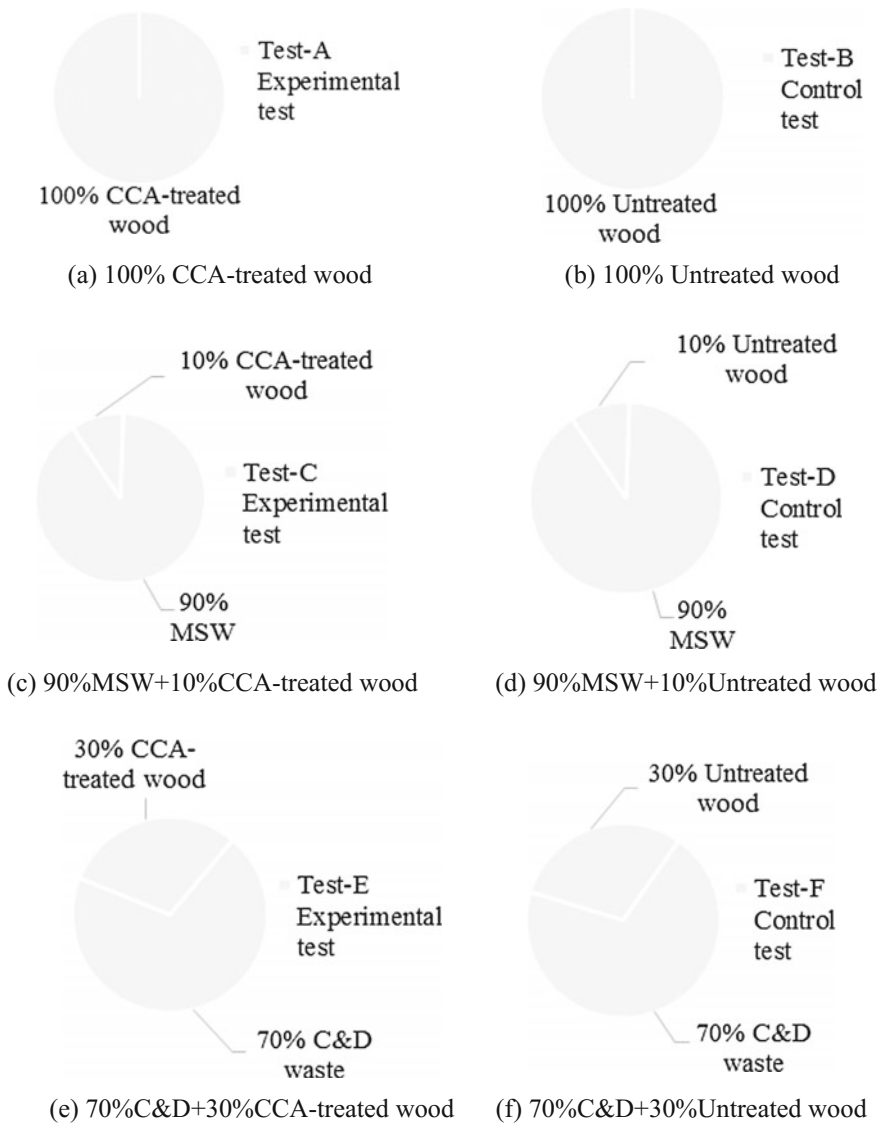 Test-A
Experimental
test
100% CCA-treated
wood
(a) 100% CCA-treated wood
Test-B
Control
test
100% Untreated
wood
(b) 100% Untreated wood
10% CCA-treated
wood
Test-C
Experimental
test
90%
MSW
(c) 90%MSW+10%CCA-treated wood
10% Untreated
wood
Test-D
Control
test
90%
MSW
(d) 90%MSW+10%Untreated wood
30% CCA-
treated wood
Test-E
Experimental
test
70% C&D
waste
(e) 70%C&D+30%CCA-treated wood
30% Untreated
wood
Test-F
Control
test
70% C&D
waste
(f) 70%C&D+30%Untreated wood